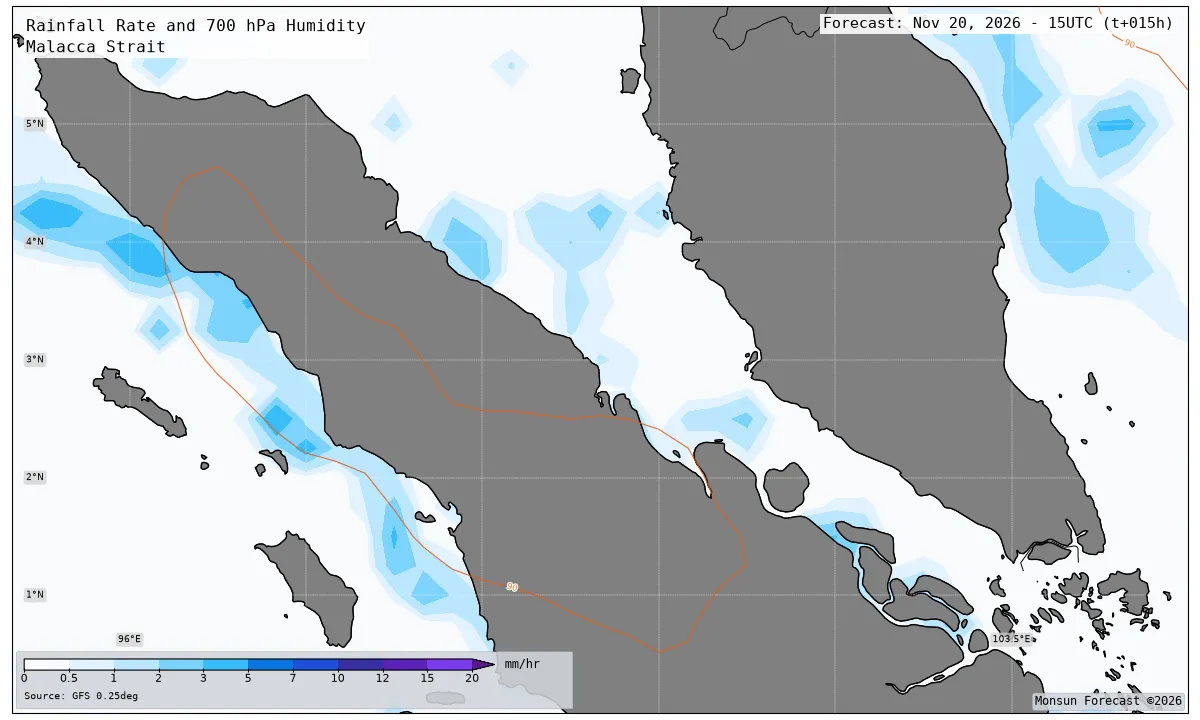 Rainfall Rate and 700 hPa Humidity
Malacca Strait
Forecast: Nov 20, 2026 - 15UTC (t+015h)
90
5°N
4°N
3°N
2°N
1°N
90
96°E
103.5°E
mm/hr
0 0.5 1 2 3 5 7 10 12 15 20
Source: GFS 0.25deg
Monsun Forecast ©2026